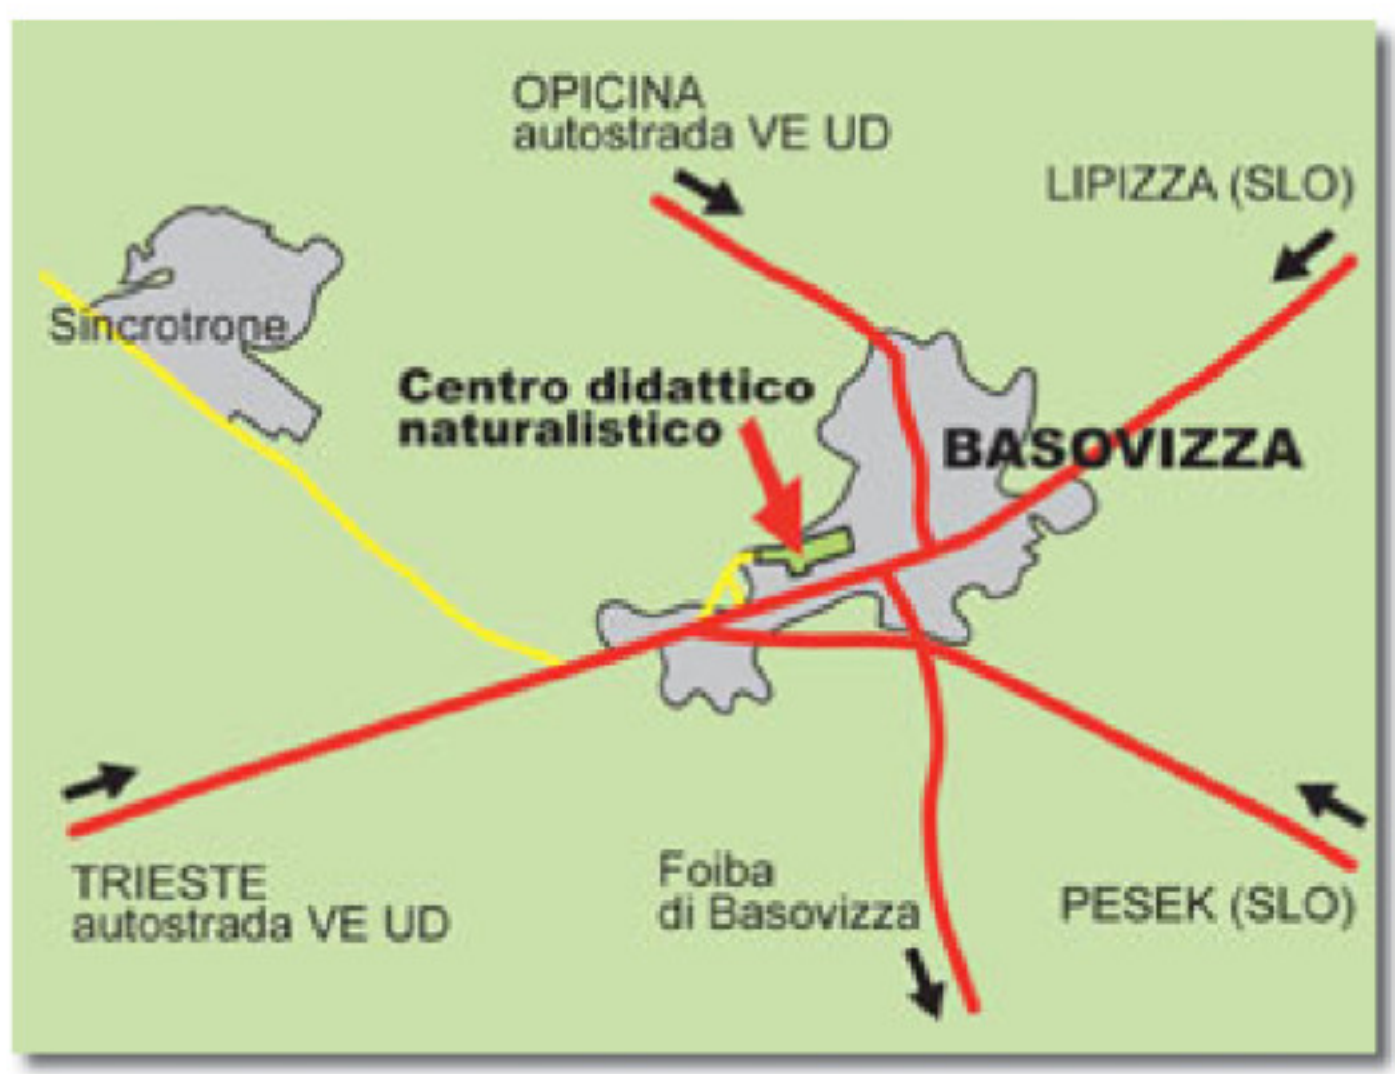 OPICINA
autostrada VE UD
LIPIZZA (SLO)
Sincrotrone
Centro didattico
naturalistico
BASOVIZZA
TRIESTE
autostrada VE UD
Foiba
di Basovizza
PESEK (SLO)